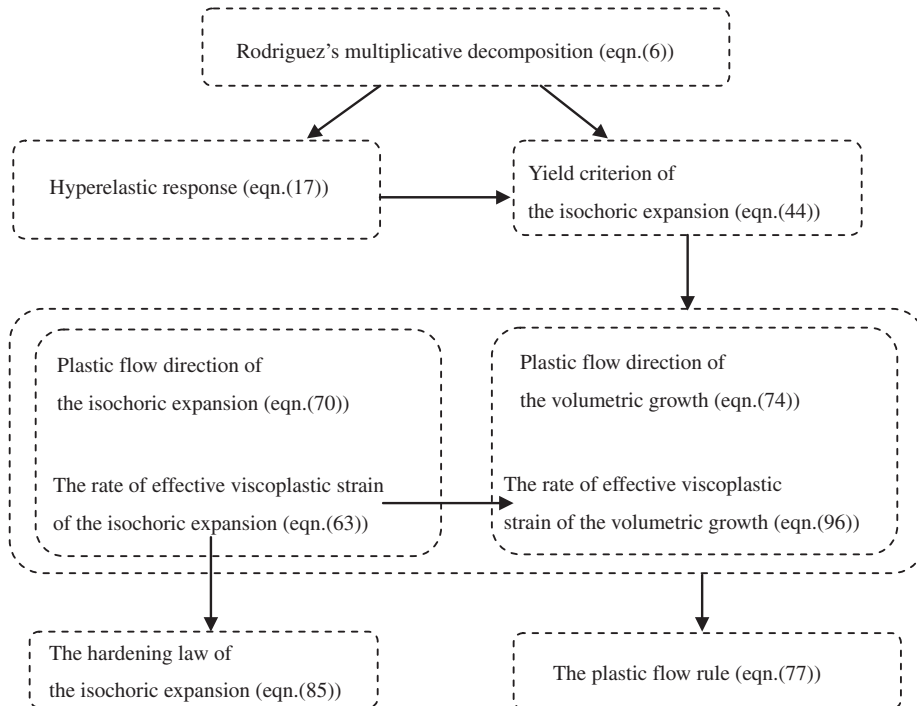 Rodriguez’s multiplicative decomposition (eqn.(6))
Hyperelastic response (eqn.(17))
Yield criterion of
the isochoric expansion (eqn.(44))
Plastic flow direction of
the isochoric expansion (eqn.(70))
The rate of effective viscoplastic strain
of the isochoric expansion (eqn.(63))
Plastic flow direction of
the volumetric growth (eqn.(74))
The rate of effective viscoplastic
strain of the volumetric growth (eqn.(96))
The hardening law of
the isochoric expansion (eqn.(85))
The plastic flow rule (eqn.(77))